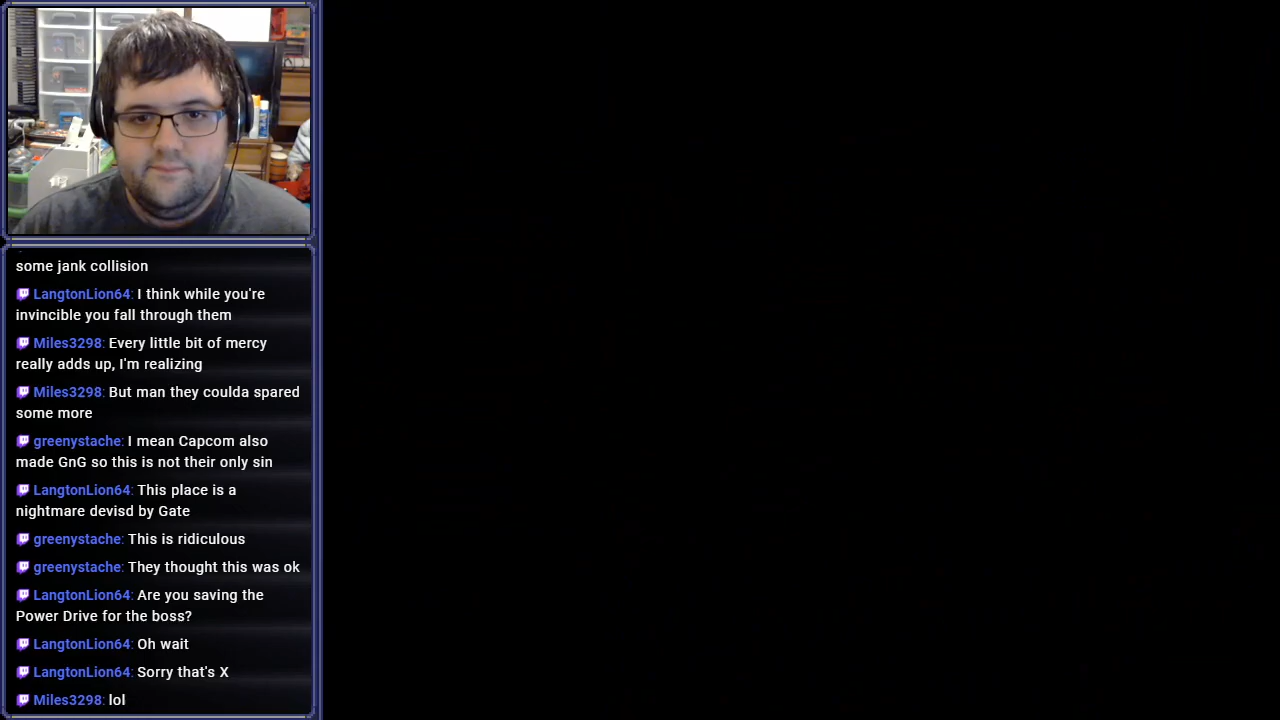 some jank collision
LangtonLion64: I think while you're
invincible you fall through them
Miles3298: Every little bit of mercy
really adds up, I'm realizing
Miles3298: But man they coulda spared
some more
greenystache: I mean Capcom also
made GnG so this is not their only sin
LangtonLion64: This place is a
nightmare devisd by Gate
greenystache: This is ridiculous
greenystache: They thought this was ok
LangtonLion64: Are you saving the
Power Drive for the boss?
LangtonLion64: Oh wait
LangtonLion64: Sorry that's X
Miles3298: lol